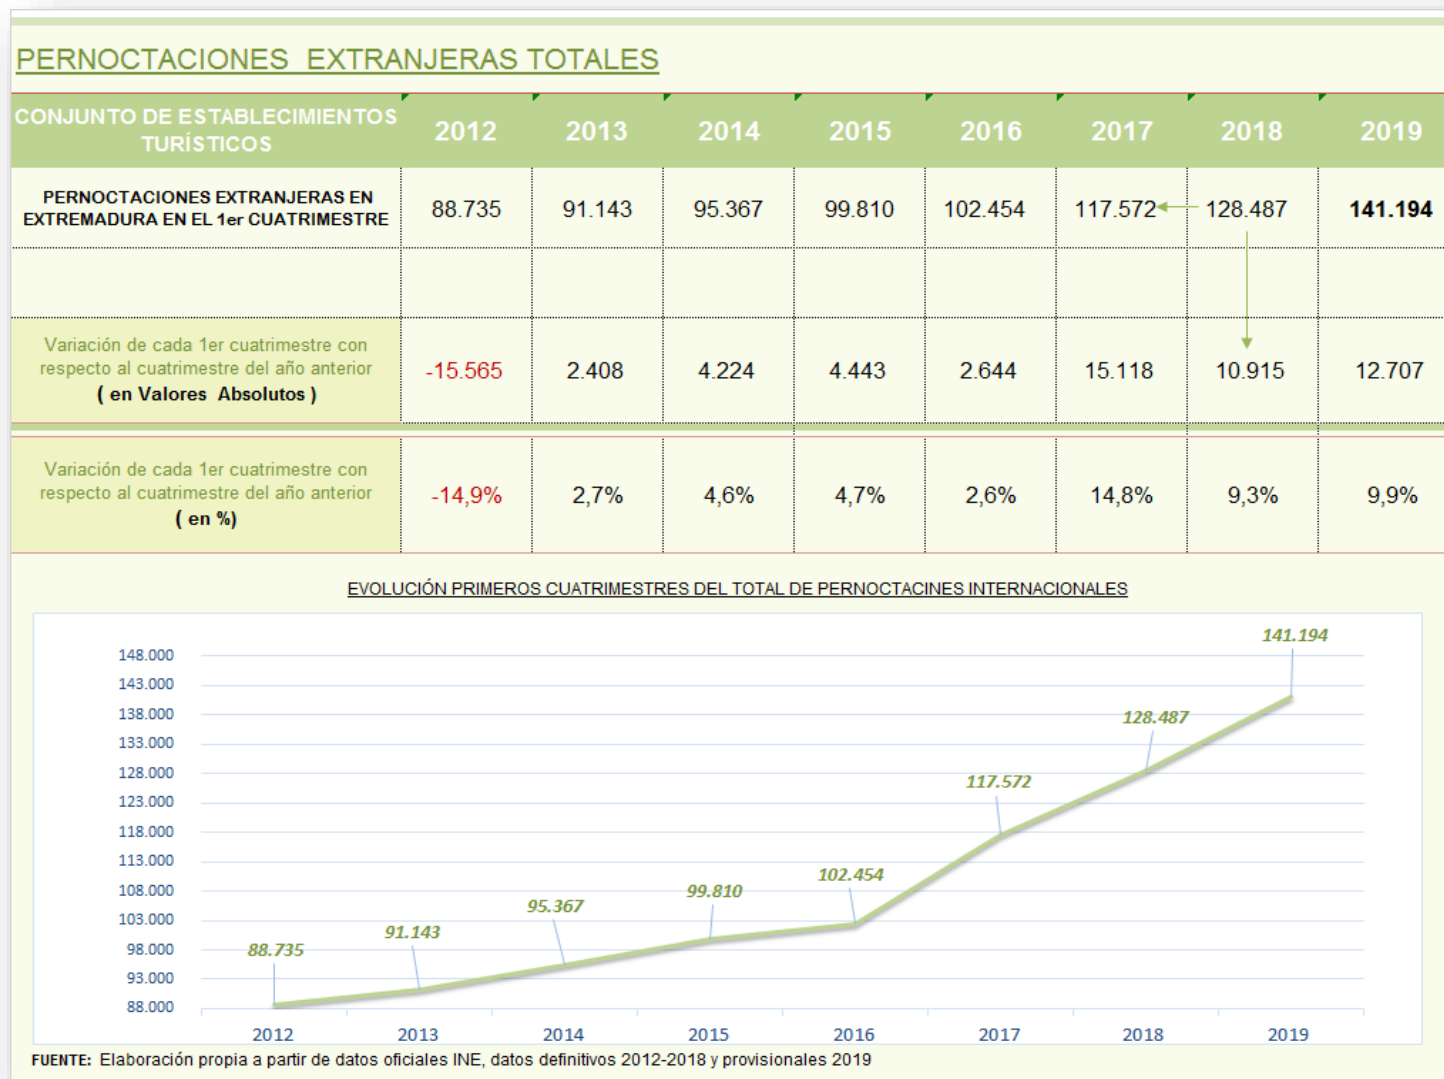 PERNOCTACIONES EXTRANJERAS TOTALES
CONJUNTO DE ESTABLECIMIENTOS
TURÍSTICOS
2012 2013 2014 2015 2016 2017 2018 2019
PERNOCTACIONES EXTRANJERAS EN
EXTREMADURA EN EL 1er CUATRIMESTRE
88.735 91.143 95.367 99.810 102.454 117.572 128.487 141.194
Variación de cada 1er cuatrimestre con
respecto al cuatrimestre del año anterior
( en Valores Absolutos )
-15.565 2.408 4.224 4.443 2.644 15.118 10.915 12.707
Variación de cada 1er cuatrimestre con
respecto al cuatrimestre del año anterior
( en %)
-14,9% 2,7% 4,6% 4,7% 2,6% 14,8% 9,3% 9,9%
EVOLUCIÓN PRIMEROS CUATRIMESTRES DEL TOTAL DE PERNOCTACINES INTERNACIONALES
148.000
143.000
138.000
133.000
128.000
123.000
118.000
113.000
108.000
103.000
98.000
93.000
88.000
88.735
91.143
95.367
99.810
102.454
117.572
128.487
141.194
2012 2013 2014 2015 2016 2017 2018 2019
FUENTE: Elaboración propia a partir de datos oficiales INE, datos definitivos 2012-2018 y provisionales 2019